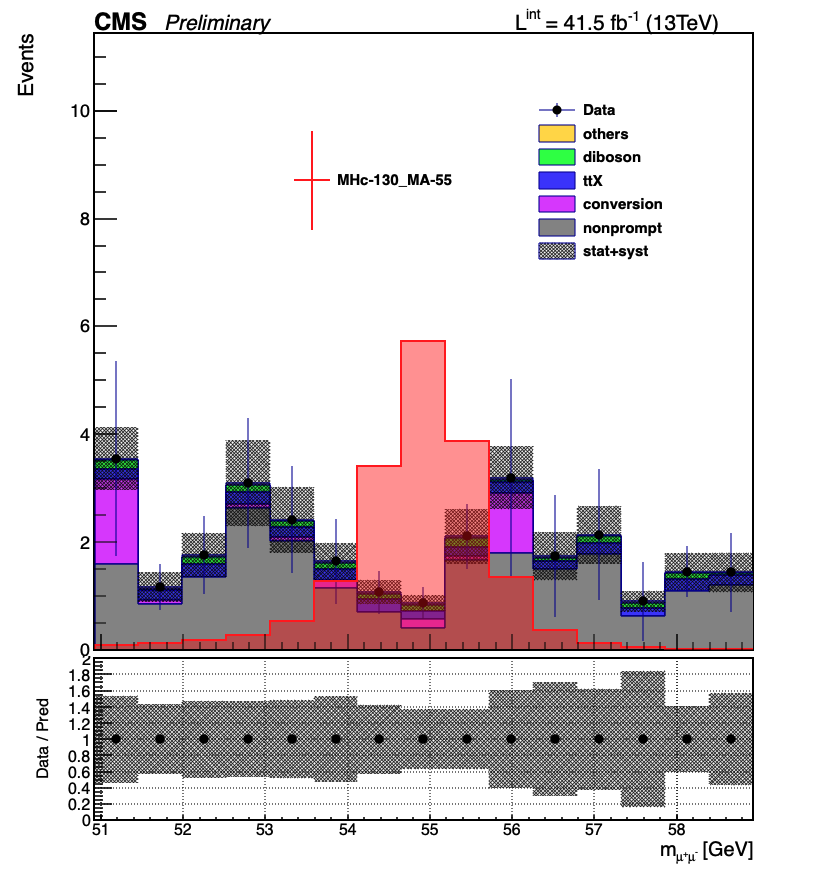 CMS Preliminary L^int = 41.5 fb^-1 (13TeV)
Events
10
8
6
4
2
0
Data
others
diboson
ttX
conversion
nonprompt
stat+syst
MHc-130_MA-55
Data / Pred
2
1.8
1.6
1.4
1.2
1
0.8
0.6
0.4
0.2
0
51 52 53 54 55 56 57 58
m_μ⁺μ⁻ [GeV]